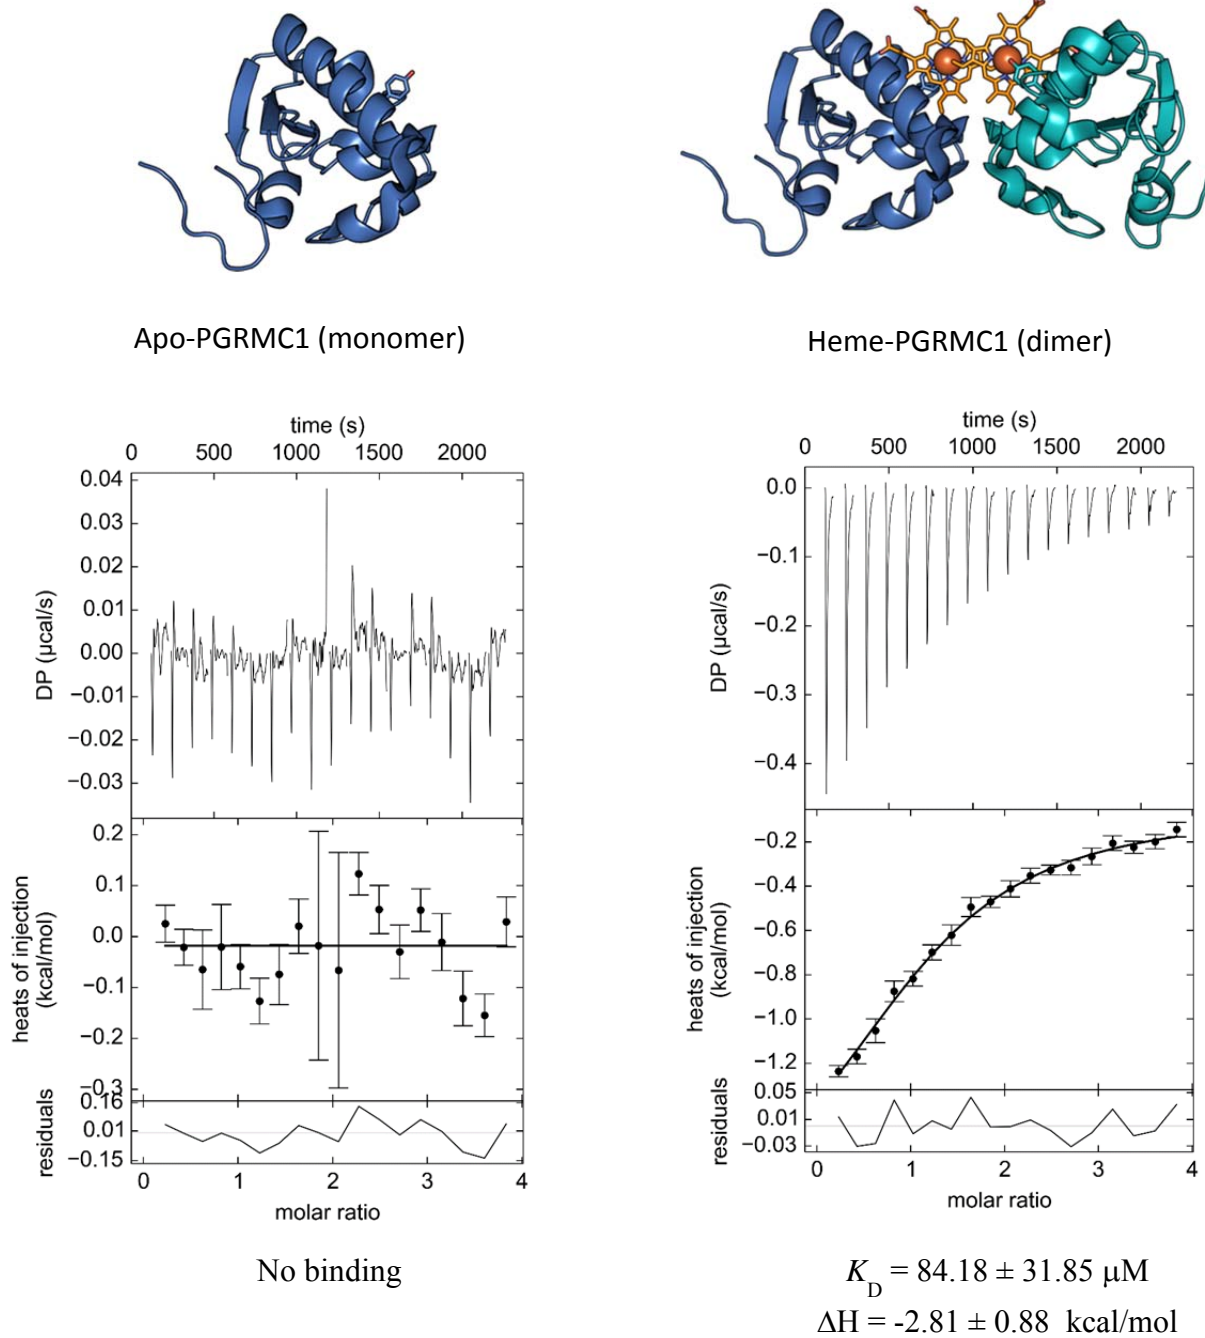 Apo-PGRMC1 (monomer)
Heme-PGRMC1 (dimer)
time (s)
0 500 1000 1500 2000
0.04
0.03
0.02
0.01
0.00
−0.01
−0.02
−0.03
DP (μcal/s)
0.2
0.1
0.0
−0.1
−0.2
−0.3
heats of injection
(kcal/mol)
0.16
0.01
−0.15
residuals
0 1 2 3 4
molar ratio
No binding
time (s)
0 500 1000 1500 2000
0.0
−0.1
−0.2
−0.3
−0.4
DP (μcal/s)
−0.2
−0.4
−0.6
−0.8
−1.0
−1.2
heats of injection
(kcal/mol)
0.05
0.01
−0.03
residuals
0 1 2 3 4
molar ratio
K_D = 84.18 ± 31.85 μM
ΔH = -2.81 ± 0.88 kcal/mol